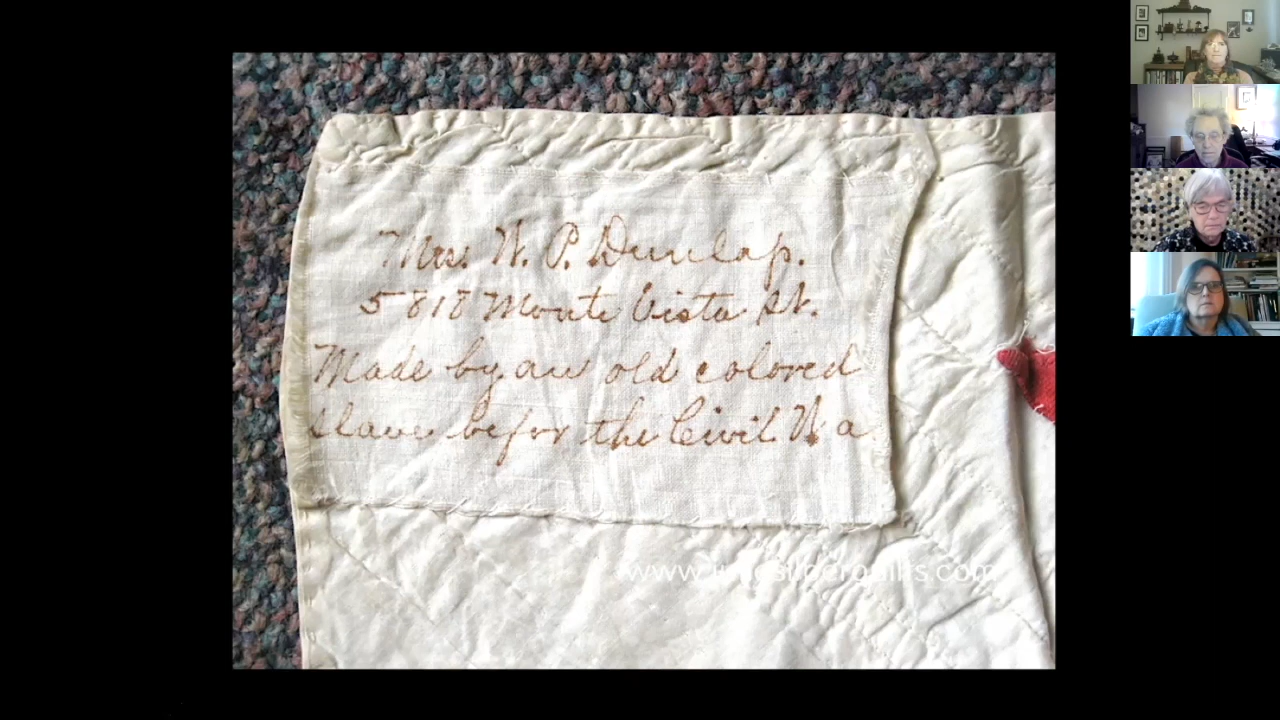 Mrs. W. P. Dunlap.
5818 Monte Vista St.
Made by an old colored
slave befor the Civil Wa